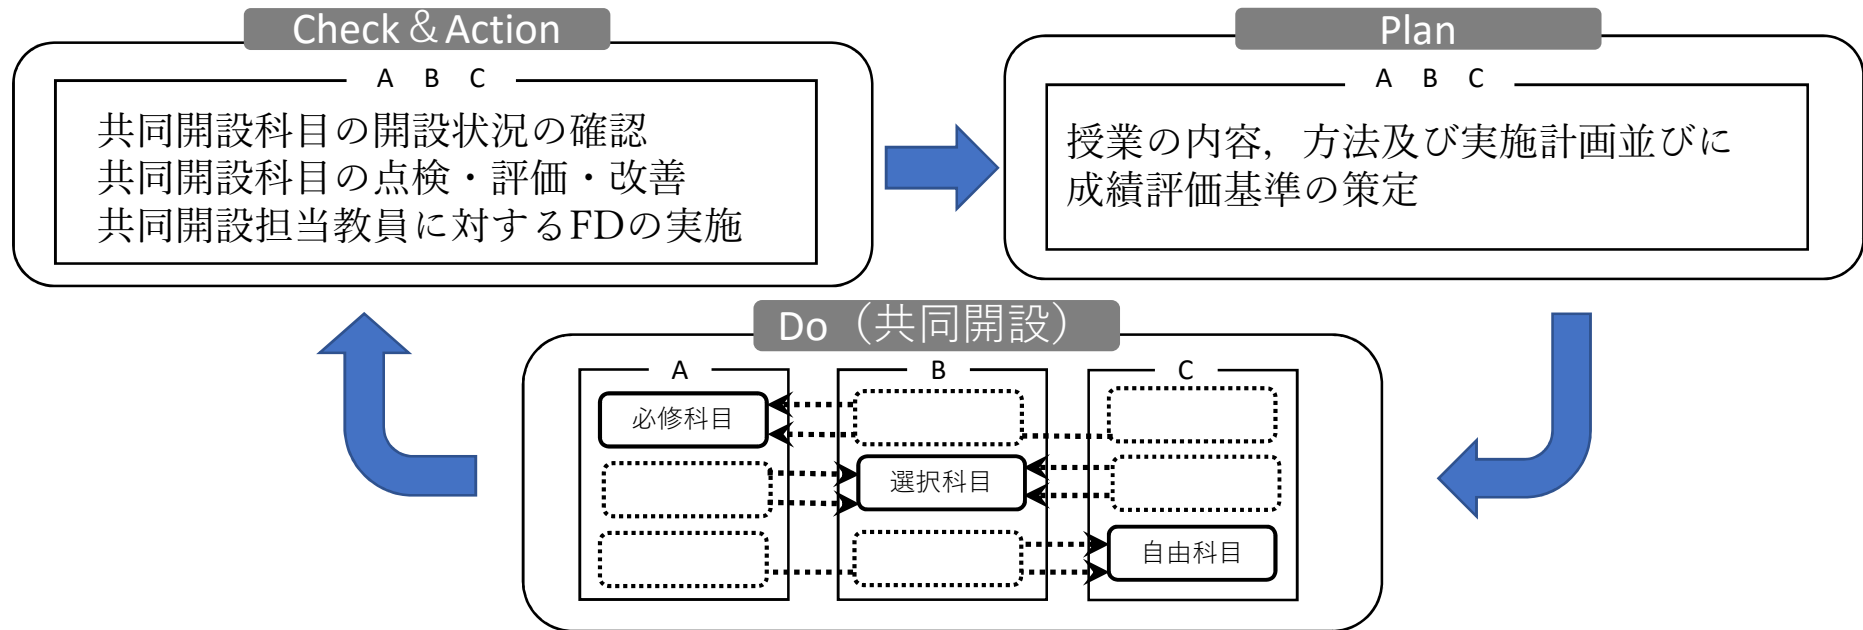 Check＆Action
A B C
共同開設科目の開設状況の確認
共同開設科目の点検・評価・改善
共同開設担当教員に対するFDの実施
Plan
A B C
授業の内容，方法及び実施計画並びに
成績評価基準の策定
Do（共同開設）
A
B
C
必修科目
選択科目
自由科目